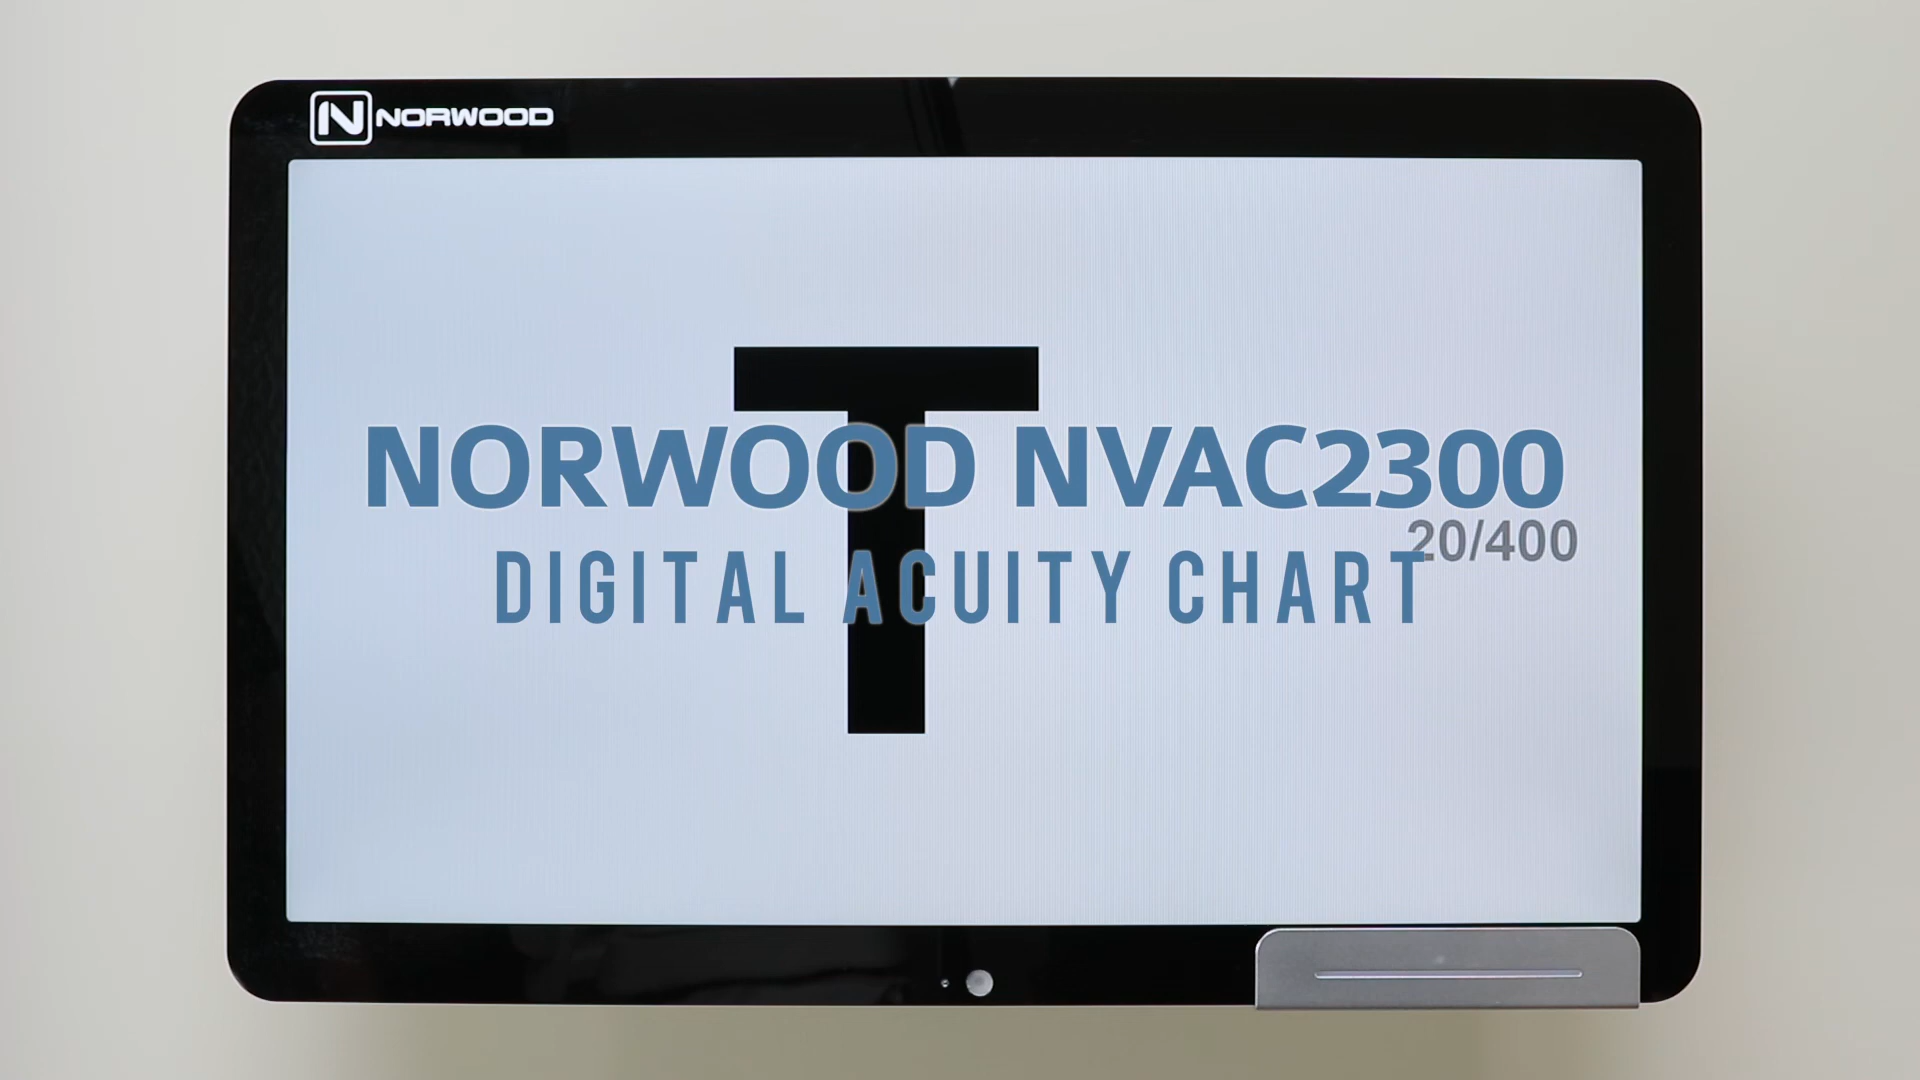 N NORWOOD
T
NORWOOD NVAC2300
20/400
DIGITAL ACUITY CHART